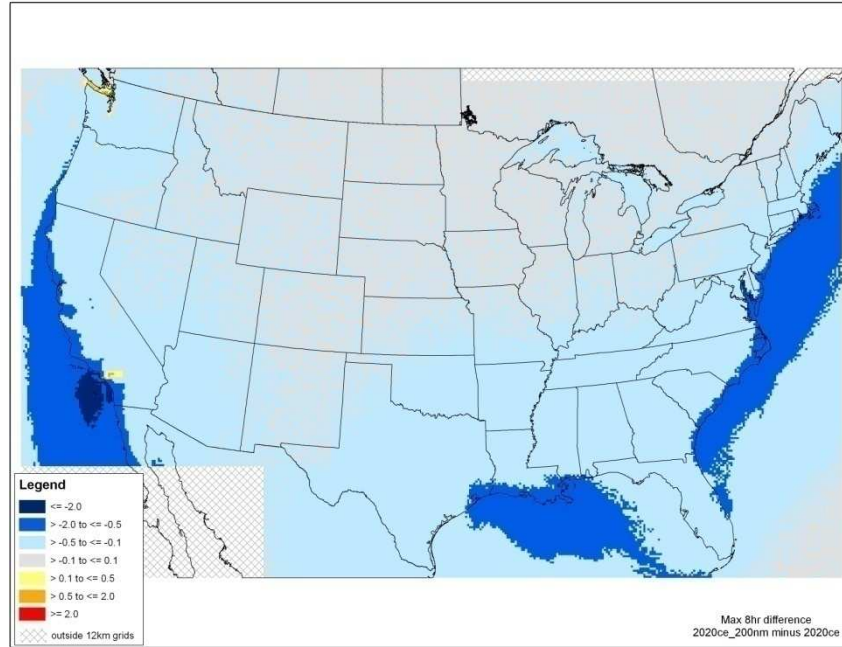 Legend
<= -2.0
> -2.0 to <= -0.5
> -0.5 to <= -0.1
> -0.1 to <= 0.1
> 0.1 to <= 0.5
> 0.5 to <= 2.0
>= 2.0
outside 12km grids
Max 8hr difference
2020ce_200nm minus 2020ce